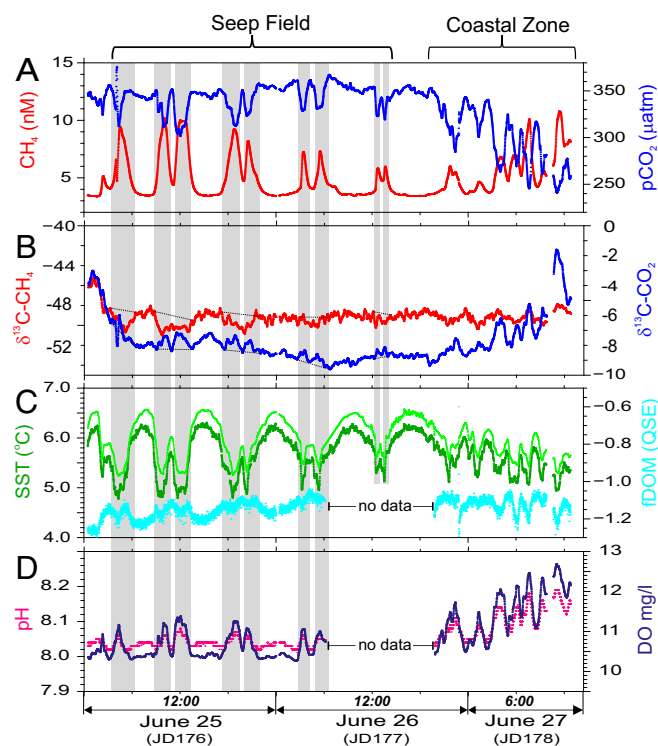 Seep Field
Coastal Zone
A
CH4 (nM)
15
10
5
350
300
250
pCO2 (µatm)
B
δ13C-CH4
−40
−44
−48
−52
0
−2
−4
−6
−8
−10
δ13C-CO2
C
SST (°C)
7.0
6.0
5.0
4.0
no data
−0.6
−0.8
−1.0
−1.2
fDOM (QSE)
D
pH
8.2
8.1
8.0
7.9
no data
13
12
11
10
DO mg/l
12:00
12:00
6:00
June 25
June 26
June 27
(JD176)
(JD177)
(JD178)